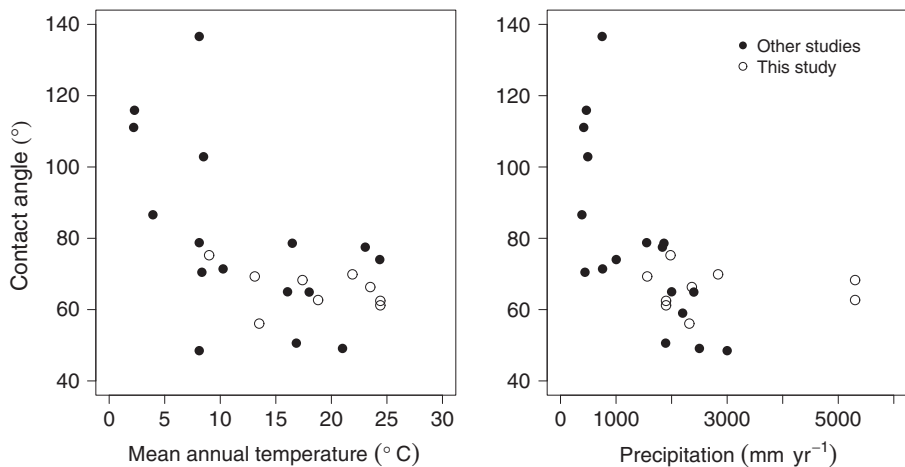 Contact angle (°)
140
120
100
80
60
40
0 5 10 15 20 25 30
Mean annual temperature (° C)
140
120
100
80
60
40
0 1000 3000 5000
Precipitation (mm yr⁻¹)
Other studies
This study